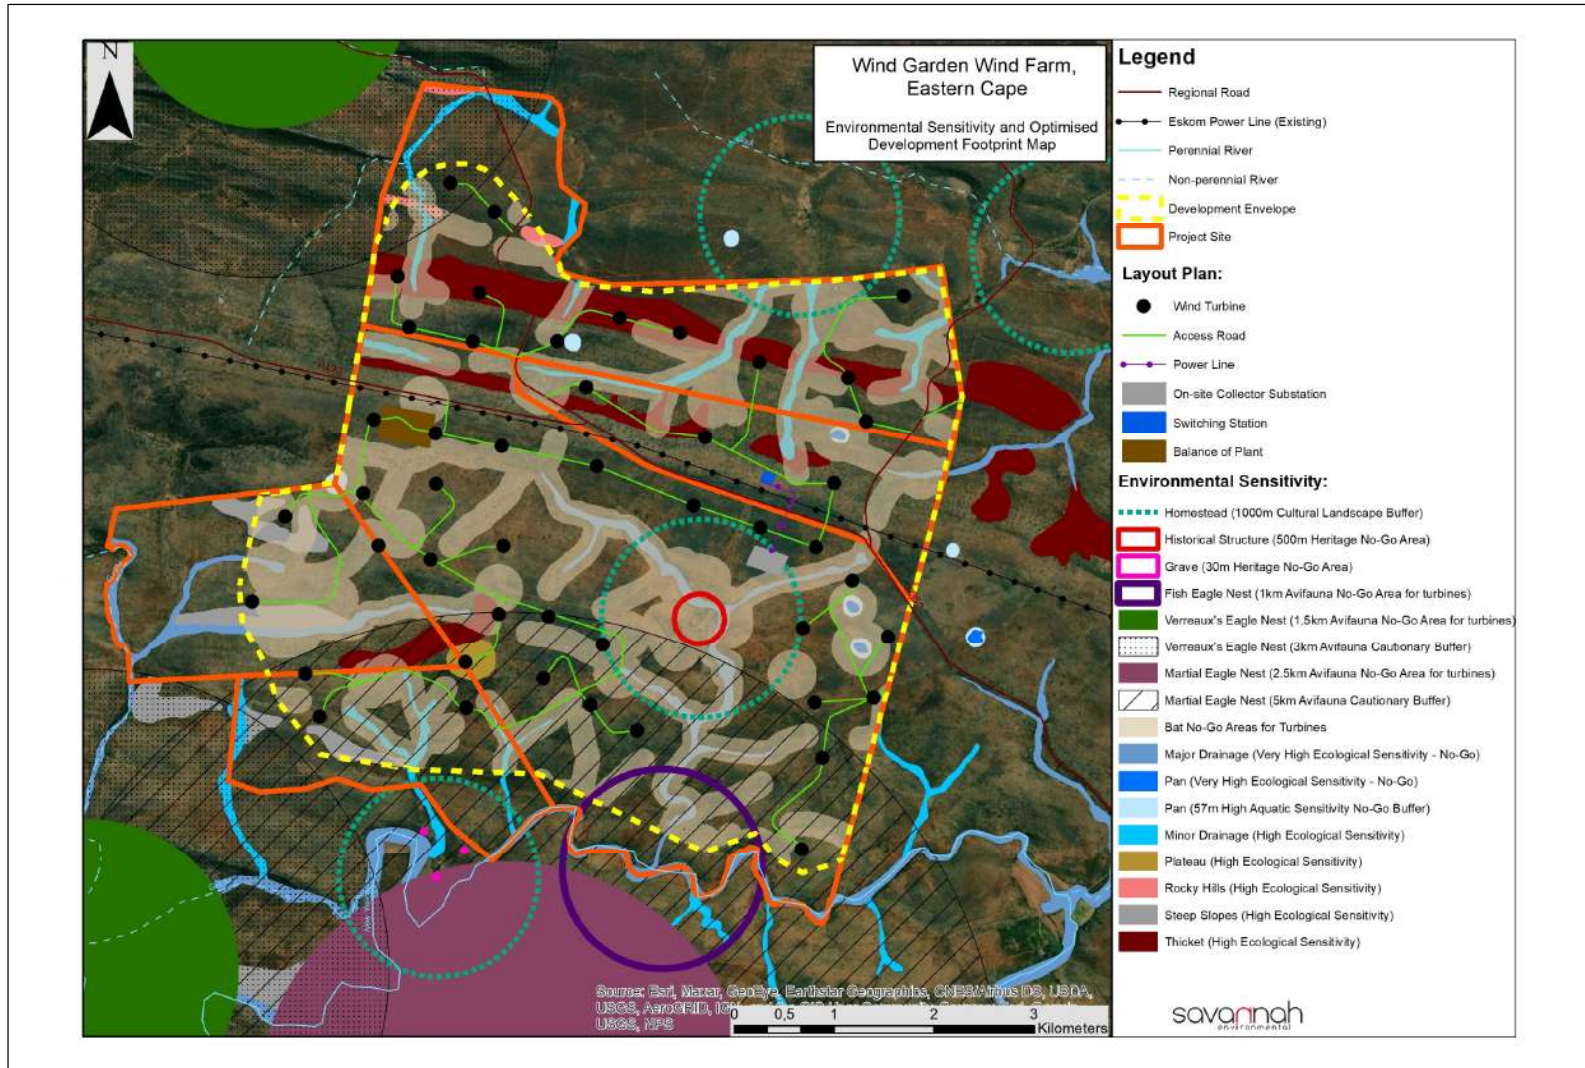 N
Wind Garden Wind Farm,
Eastern Cape
Environmental Sensitivity and Optimised
Development Footprint Map
Source: Esri, Maxar, GeoEye, Earthstar Geographics, CNES/Airbus DS, USDA,
USGS, AeroGRID, IGN,
USGS, NPS
0 0,5 1 2 3
Kilometers
Legend
Regional Road
Eskom Power Line (Existing)
Perennial River
Non-perennial River
Development Envelope
Project Site
Layout Plan:
Wind Turbine
Access Road
Power Line
On-site Collector Substation
Switching Station
Balance of Plant
Environmental Sensitivity:
Homestead (1000m Cultural Landscape Buffer)
Historical Structure (500m Heritage No-Go Area)
Grave (30m Heritage No-Go Area)
Fish Eagle Nest (1km Avifauna No-Go Area for turbines)
Verreaux's Eagle Nest (1,5km Avifauna No-Go Area for turbines)
Verreaux's Eagle Nest (3km Avifauna Cautionary Buffer)
Martial Eagle Nest (2.5km Avifauna No-Go Area for turbines)
Martial Eagle Nest (5km Avifauna Cautionary Buffer)
Bat No-Go Areas for Turbines
Major Drainage (Very High Ecological Sensitivity - No-Go)
Pan (Very High Ecological Sensitivity - No-Go)
Pan (57m High Aquatic Sensitivity No-Go Buffer)
Minor Drainage (High Ecological Sensitivity)
Plateau (High Ecological Sensitivity)
Rocky Hills (High Ecological Sensitivity)
Steep Slopes (High Ecological Sensitivity)
Thicket (High Ecological Sensitivity)
savannah
environmental